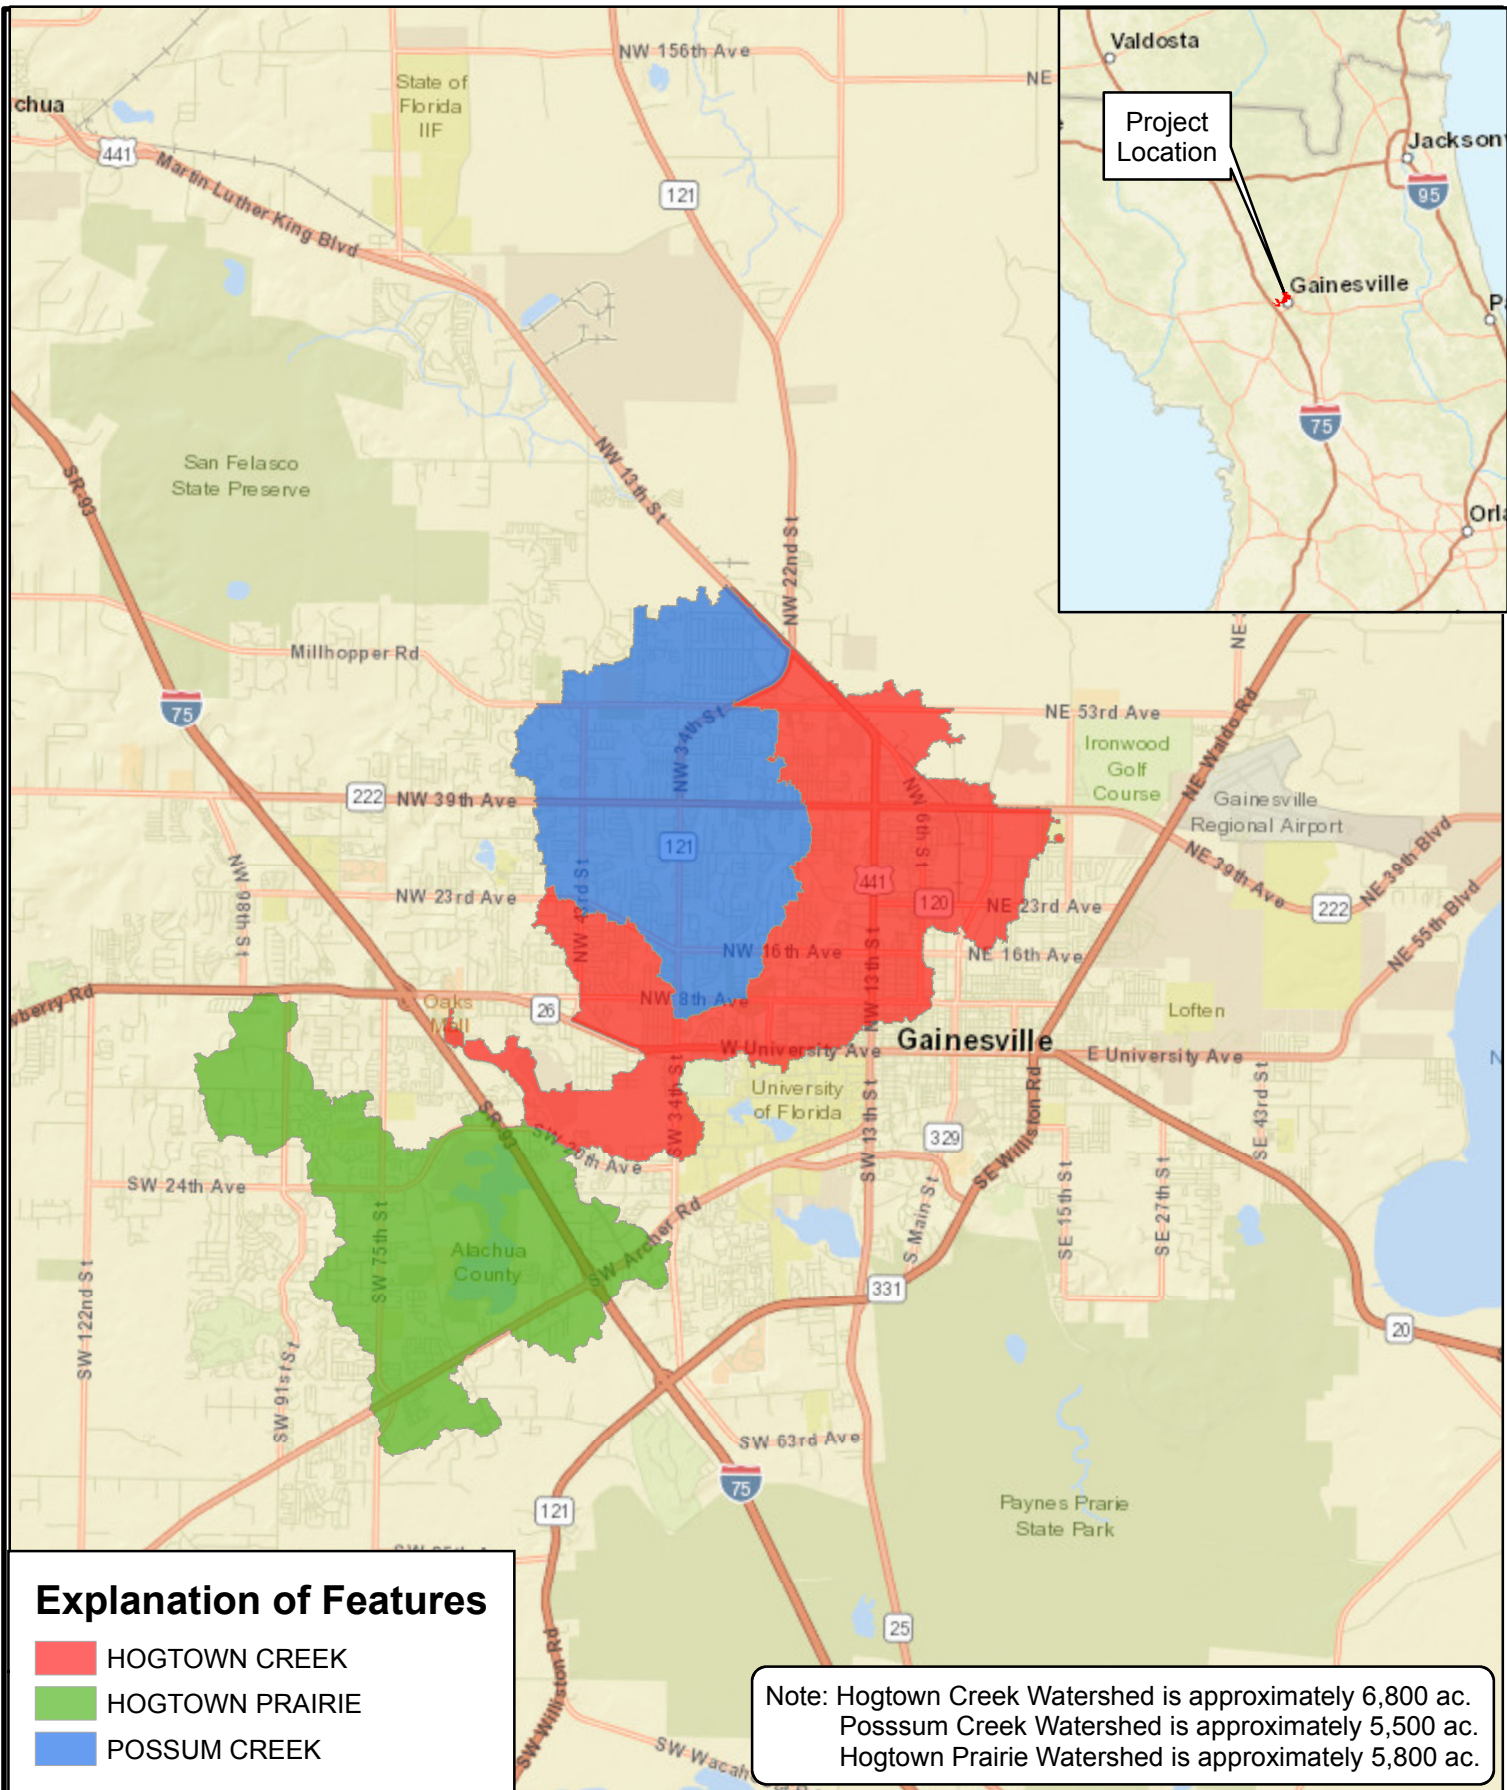 NW 156th Ave
State of
Florida
IIF
NE
chua
441
Martin Luther King Blvd
121
Valdosta
Project
Location
Jackson
95
Gainesville
P
75
Orl
San Felasco
State Preserve
SR 93
NW 13th St
NW 22nd St
NE
Millhopper Rd
75
NW 34th St
NE 53rd Ave
Ironwood
Golf
Course
NE Waldo Rd
Gainesville
Regional Airport
222
NW 39th Ave
NW 6th St
121
NE 39th Ave
NE 39th Blvd
222
NW 98th St
NW 23rd Ave
NW 43rd St
441
120
NE 23rd Ave
NE 55th Blvd
NW 16th Ave
NE 16th Ave
NW 13th St
wberry Rd
Oaks
Mall
26
NW 8th Ave
Loften
Gainesville
W University Ave
E University Ave
N
University
of Florida
SR 93
SW 20th Ave
SW 34th St
SW 13th St
329
SE Williston Rd
SE 43rd St
SW 24th Ave
SW 75th St
Alachua
County
SW Archer Rd
S Main St
SE 15th St
SE 27th St
331
20
SW 122nd St
SW 91st St
SW 63rd Ave
75
121
Paynes Prarie
State Park
25
SW Williston Rd
Explanation of Features
HOGTOWN CREEK
HOGTOWN PRAIRIE
POSSUM CREEK
Note: Hogtown Creek Watershed is approximately 6,800 ac.
Posssum Creek Watershed is approximately 5,500 ac.
Hogtown Prairie Watershed is approximately 5,800 ac.